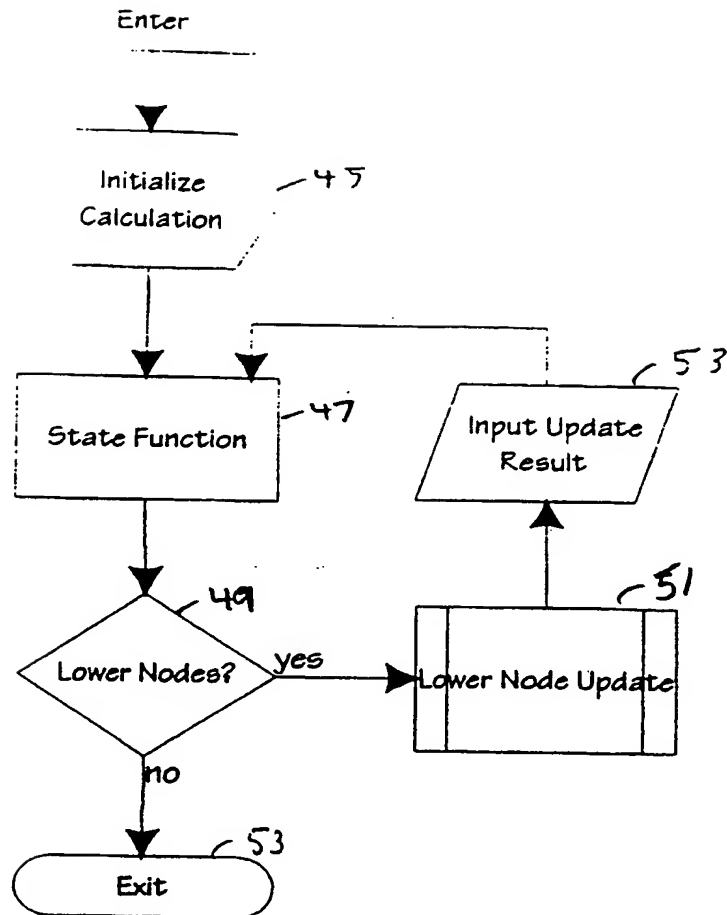 Enter
Initialize
Calculation
45
State Function
47
Input Update
Result
53
Lower Nodes?
49
yes
Lower Node Update
51
no
Exit
53